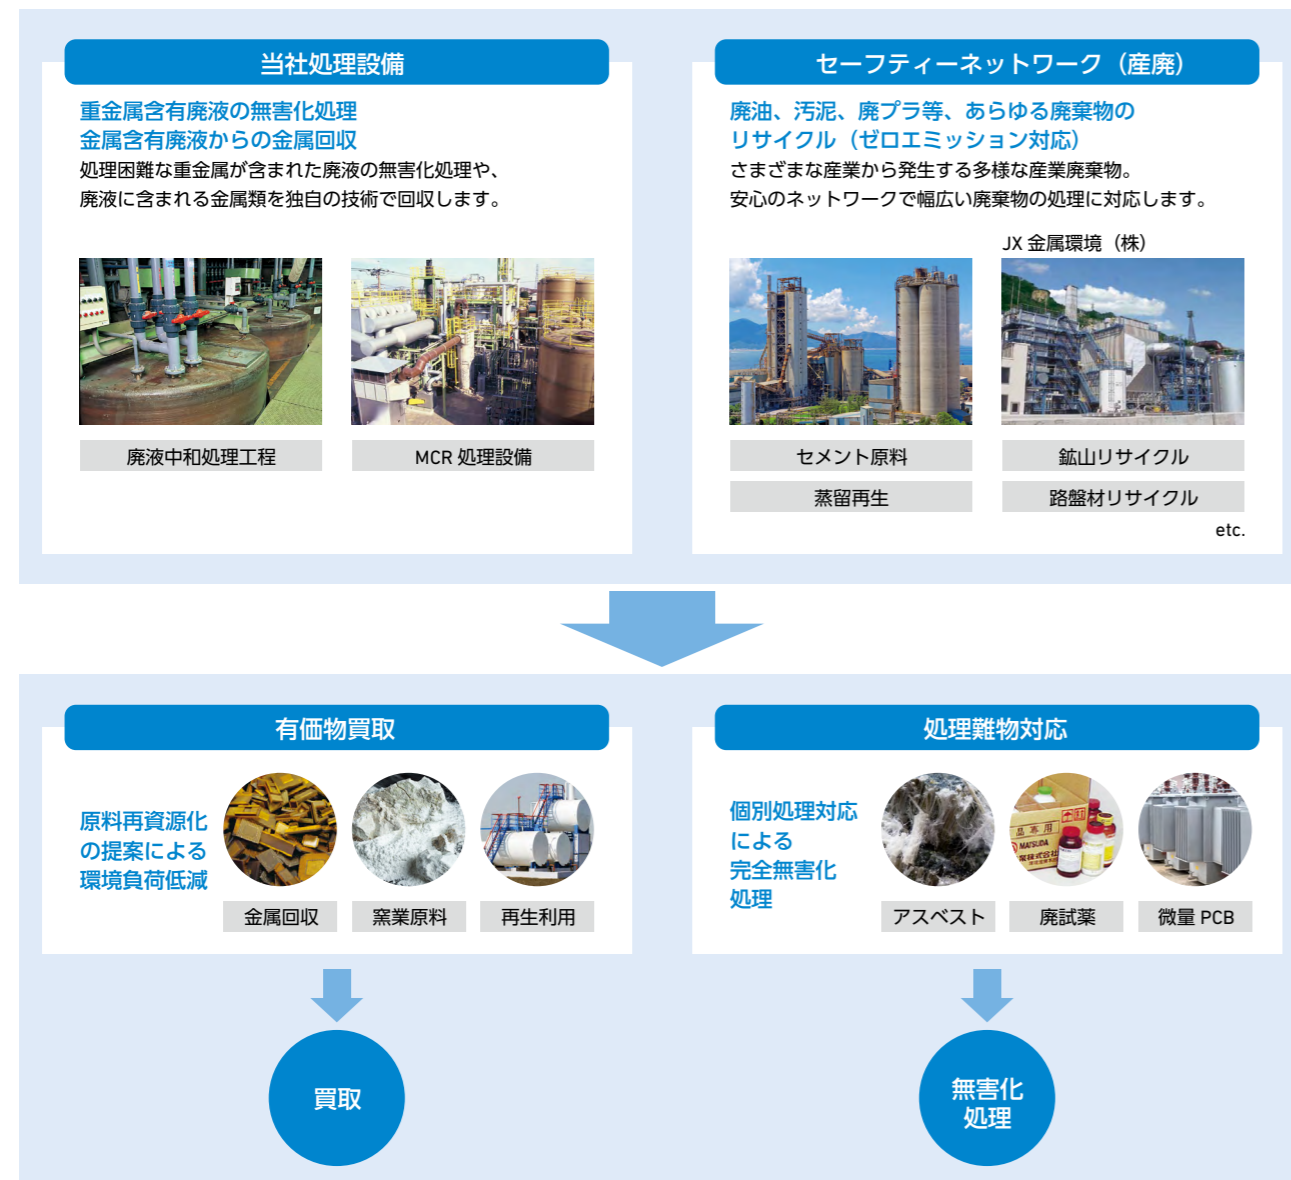 当社処理設備
重金属含有廃液の無害化処理
金属含有廃液からの金属回収
処理困難な重金属が含まれた廃液の無害化処理や、
廃液に含まれる金属類を独自の技術で回収します。
廃液中和処理工程
MCR 処理設備
セーフティーネットワーク（産廃）
廃油、汚泥、廃プラ等、あらゆる廃棄物の
リサイクル（ゼロエミッション対応）
さまざまな産業から発生する多様な産業廃棄物。
安心のネットワークで幅広い廃棄物の処理に対応します。
JX 金属環境（株）
セメント原料
鉱山リサイクル
蒸留再生
路盤材リサイクル
etc.
有価物買取
原料再資源化
の提案による
環境負荷低減
金属回収
窯業原料
再生利用
買取
処理難物対応
個別処理対応
による
完全無害化
処理
MATSUDA
アスベスト
廃試薬
微量 PCB
無害化
処理